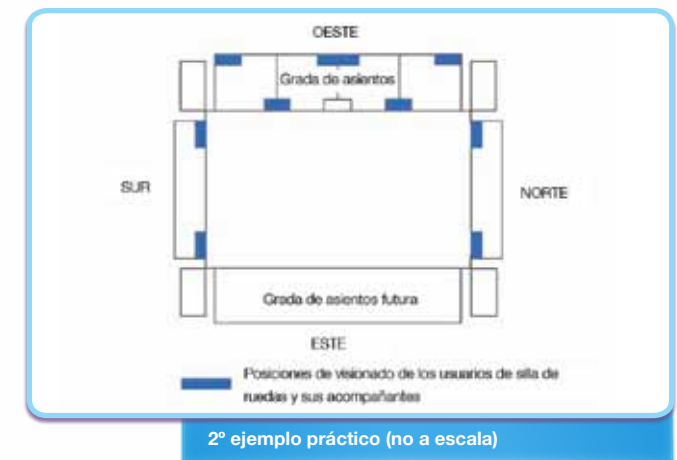 OESTE
Grada de asientos
SUR
NORTE
Grada de asientos futura
ESTE
Posiciones de visionado de los usuarios de silla de
ruedas y sus acompañantes
2º ejemplo práctico (no a escala)